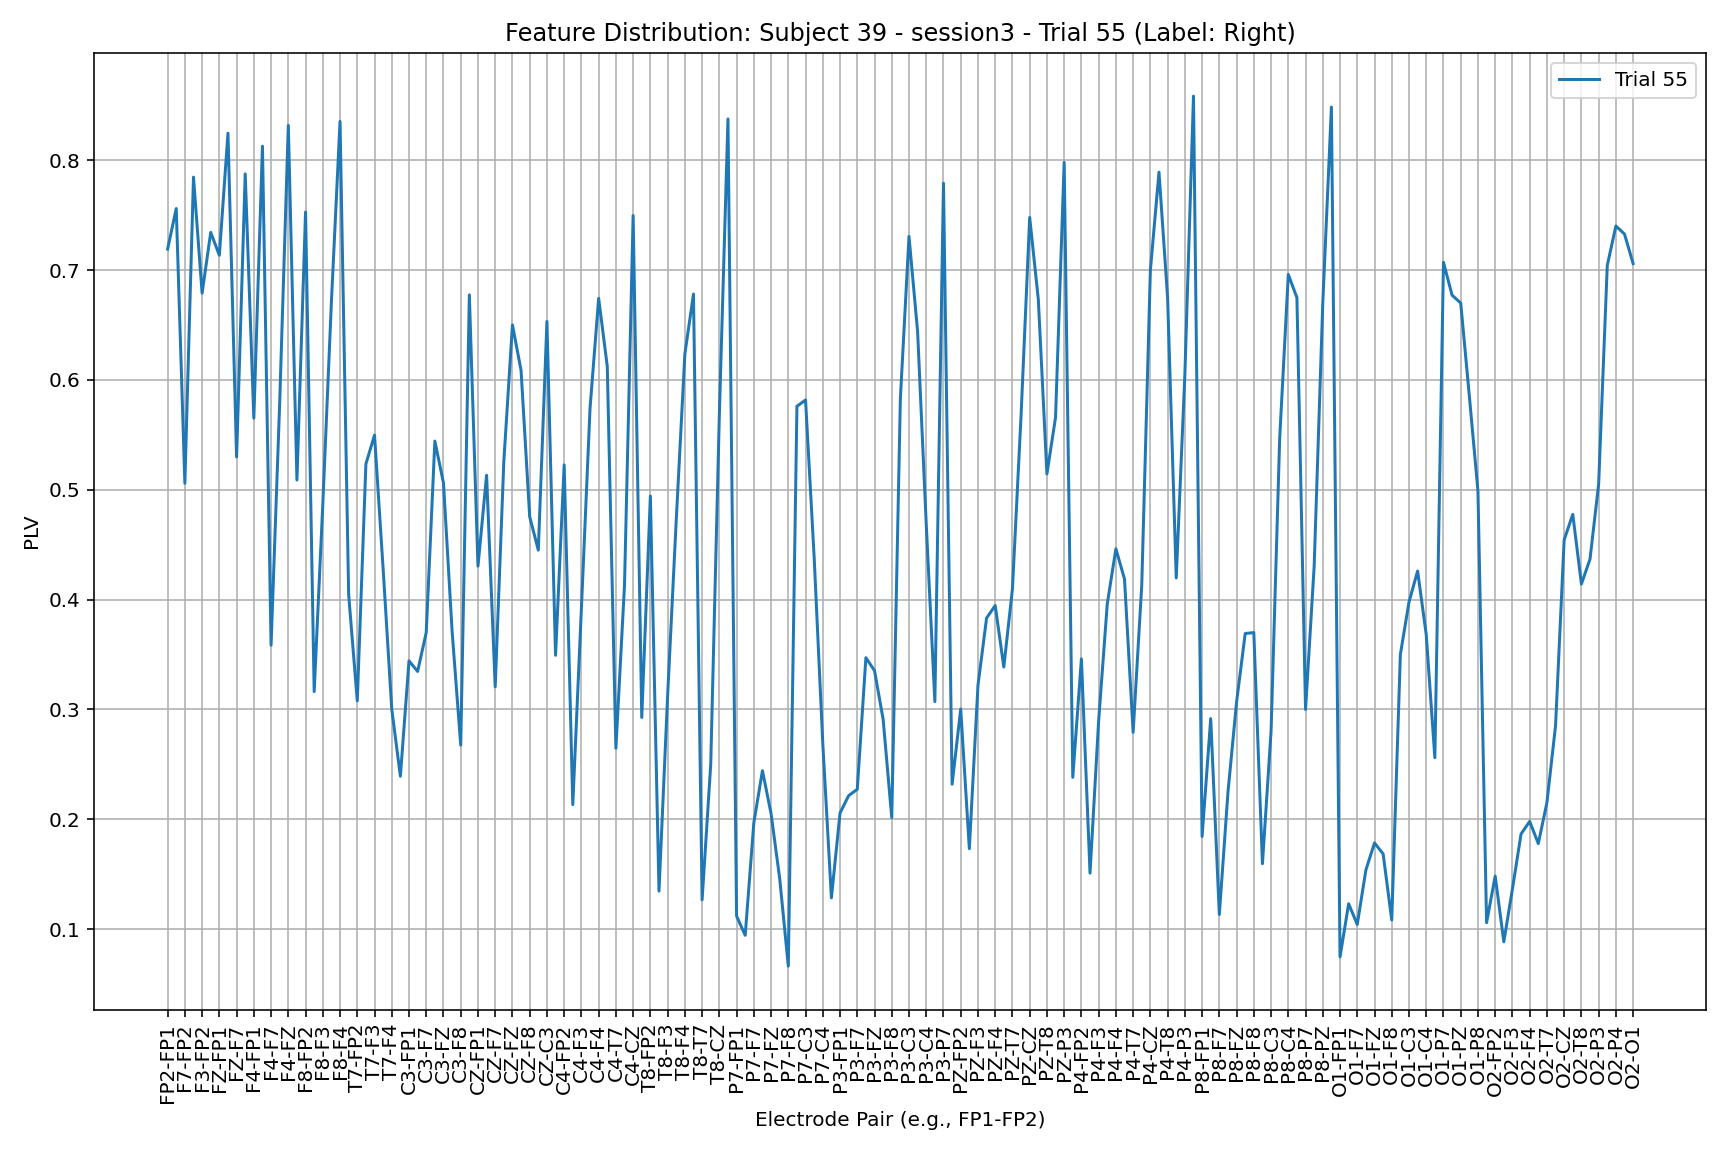 Feature Distribution: Subject 39 - session3 - Trial 55 (Label: Right)
Trial 55
PLV
0.8
0.7
0.6
0.5
0.4
0.3
0.2
0.1
FP2-FP1
F7-FP2
F3-FP2
FZ-FP1
FZ-F7
F4-FP1
F4-F7
F4-FZ
F8-FP2
F8-F3
F8-F4
T7-FP2
T7-F3
T7-F4
C3-FP1
C3-F7
C3-FZ
C3-F8
CZ-FP1
CZ-F7
CZ-FZ
CZ-F8
CZ-C3
C4-FP2
C4-F3
C4-F4
C4-T7
C4-CZ
T8-FP2
T8-F3
T8-F4
T8-T7
T8-CZ
P7-FP1
P7-F7
P7-FZ
P7-F8
P7-C3
P7-C4
P3-FP1
P3-F7
P3-FZ
P3-F8
P3-C3
P3-C4
P3-P7
PZ-FP2
PZ-F3
PZ-F4
PZ-T7
PZ-CZ
PZ-T8
PZ-P3
P4-FP2
P4-F3
P4-F4
P4-T7
P4-CZ
P4-T8
P4-P3
P8-FP1
P8-F7
P8-FZ
P8-F8
P8-C3
P8-C4
P8-P7
P8-PZ
O1-FP1
O1-F7
O1-FZ
O1-F8
O1-C3
O1-C4
O1-P7
O1-PZ
O1-P8
O2-FP2
O2-F3
O2-F4
O2-T7
O2-CZ
O2-T8
O2-P3
O2-P4
O2-O1
Electrode Pair (e.g., FP1-FP2)